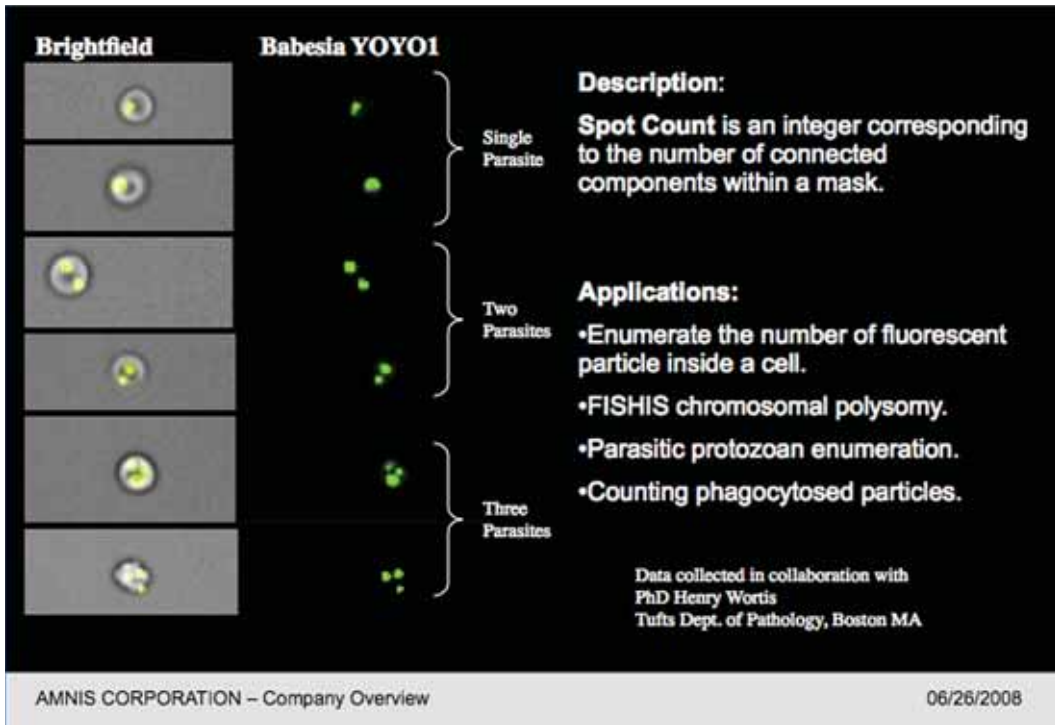 Brightfield
Babesia YOYO1
Single
Parasite
Two
Parasites
Three
Parasites
Description:
Spot Count is an integer corresponding
to the number of connected
components within a mask.
Applications:
•Enumerate the number of fluorescent
particle inside a cell.
•FISHIS chromosomal polysomy.
•Parasitic protozoan enumeration.
•Counting phagocytosed particles.
Data collected in collaboration with
PhD Henry Wortis
Tufts Dept. of Pathology, Boston MA
AMNIS CORPORATION – Company Overview
06/26/2008